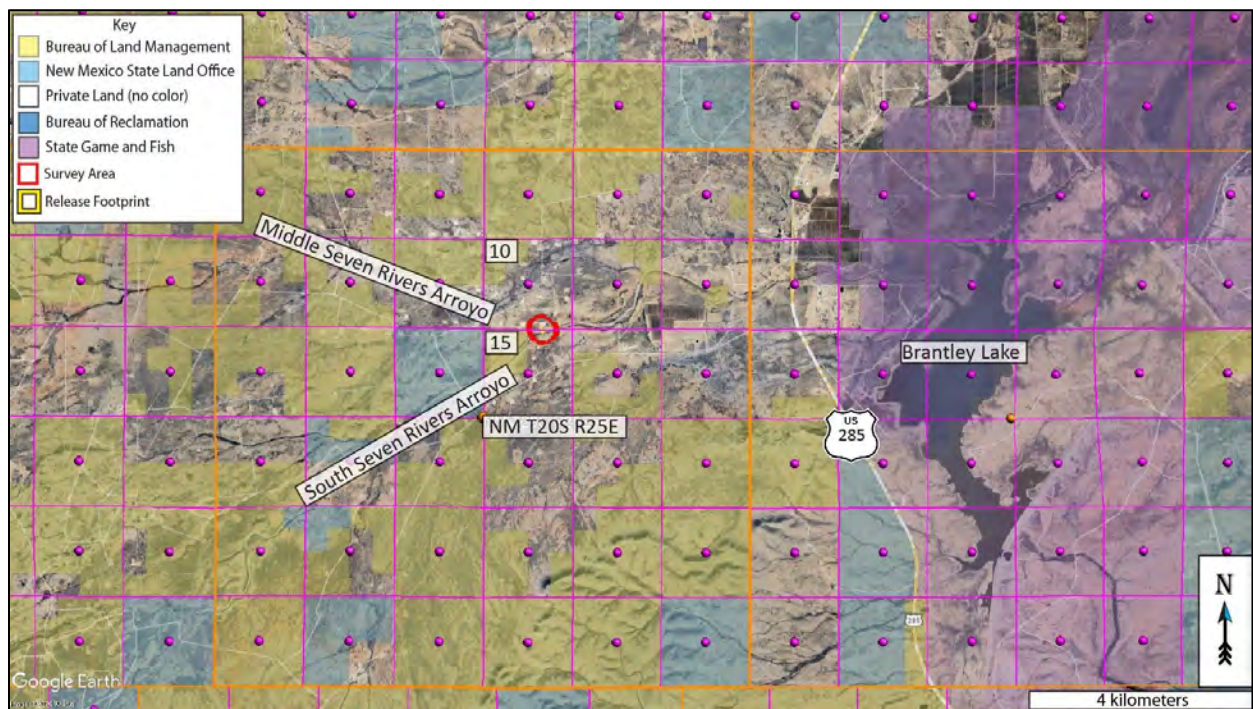 Key
Bureau of Land Management
New Mexico State Land Office
Private Land (no color)
Bureau of Reclamation
State Game and Fish
Survey Area
Release Footprint
Middle Seven Rivers Arroyo
10
15
South Seven Rivers Arroyo
NM T20S R25E
Brantley Lake
US
285
285
N
Google Earth
4 kilometers